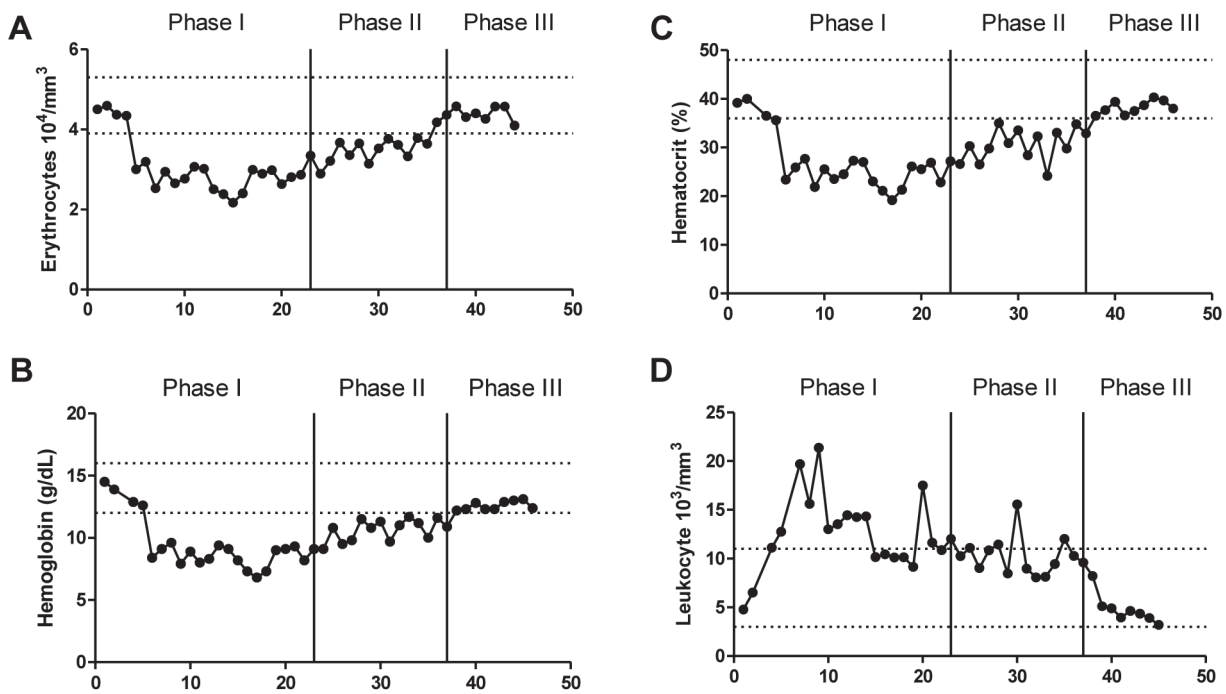 A
Phase I Phase II Phase III
Erythrocytes 10⁴/mm³
6
4
2
0
0 10 20 30 40 50
C
Phase I Phase II Phase III
Hematocrit (%)
50
40
30
20
10
0
0 10 20 30 40 50
B
Phase I Phase II Phase III
Hemoglobin (g/dL)
20
15
10
5
0
0 10 20 30 40 50
D
Phase I Phase II Phase III
Leukocyte 10³/mm³
25
20
15
10
5
0
0 10 20 30 40 50